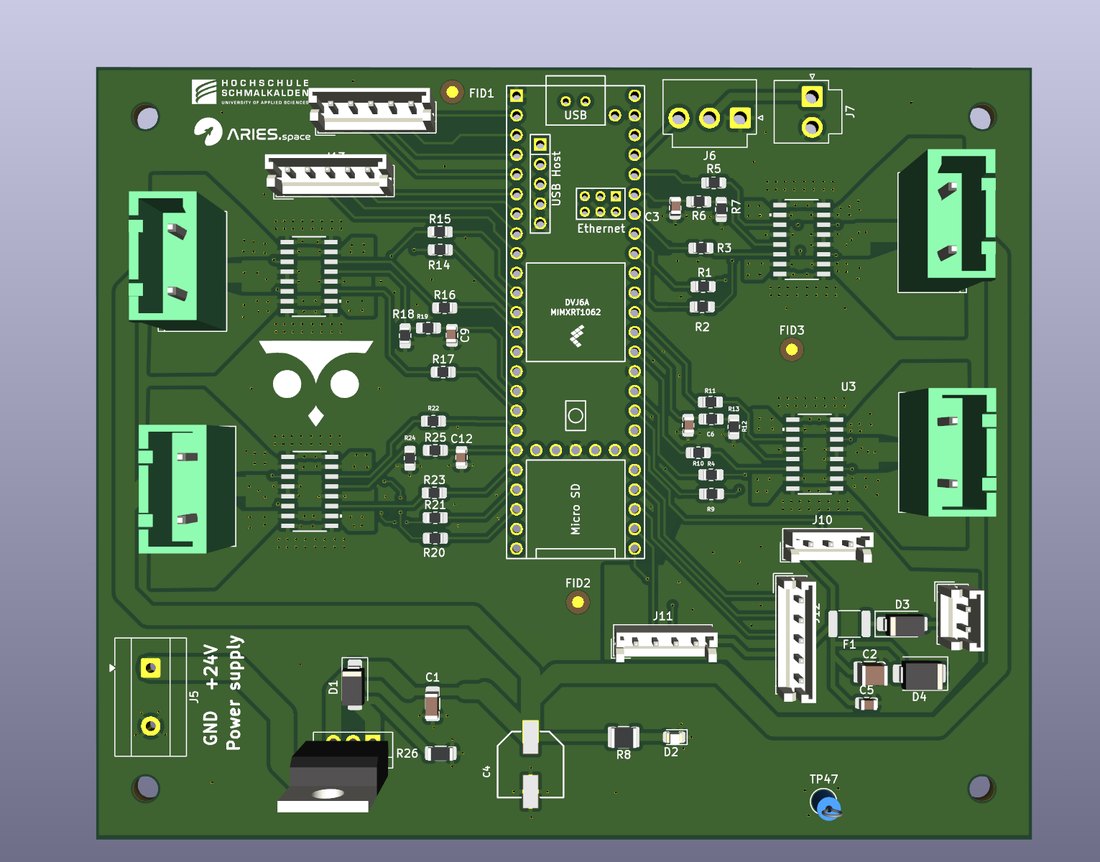 HOCHSCHULE
SCHMALKALDEN
UNIVERSITY OF APPLIED SCIENCES
ARIES.space
FID1
USB
USB Host
Ethernet
J6
J7
R5
C3
R6
R7
R3
R1
R2
R15
R14
R16
R18
R19
C9
R17
DVJ6A
MIMXRT1062
FID3
U3
R22
R24
R25
C12
R23
R21
R20
R11
R13
C6
R12
R10
R4
R9
Micro SD
J10
FID2
J11
J12
D3
F1
C2
D4
C5
J5
GND +24V
Power supply
D1
C1
R26
C4
R8
D2
TP47